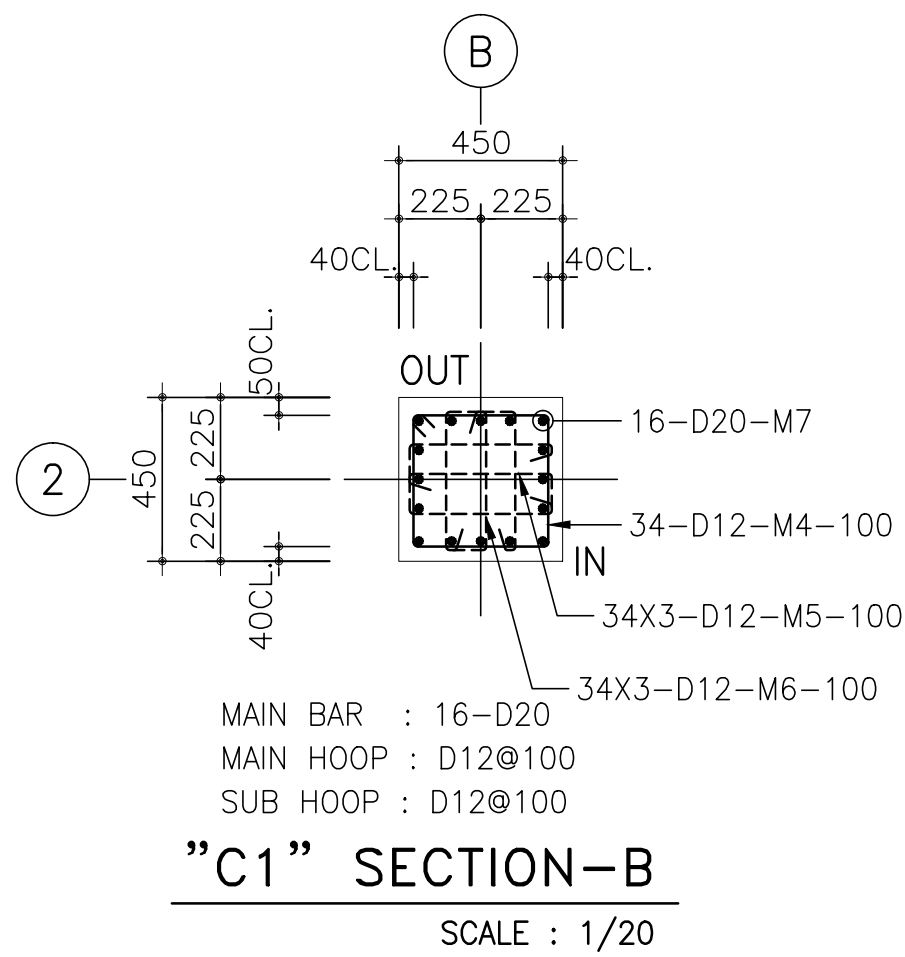 B
450
225 225
40CL. 40CL.
50CL.
OUT
225
450
2
225
40CL.
16-D20-M7
34-D12-M4-100
IN
34X3-D12-M5-100
34X3-D12-M6-100
MAIN BAR : 16-D20
MAIN HOOP : D12@100
SUB HOOP : D12@100
”C1” SECTION-B
SCALE : 1/20